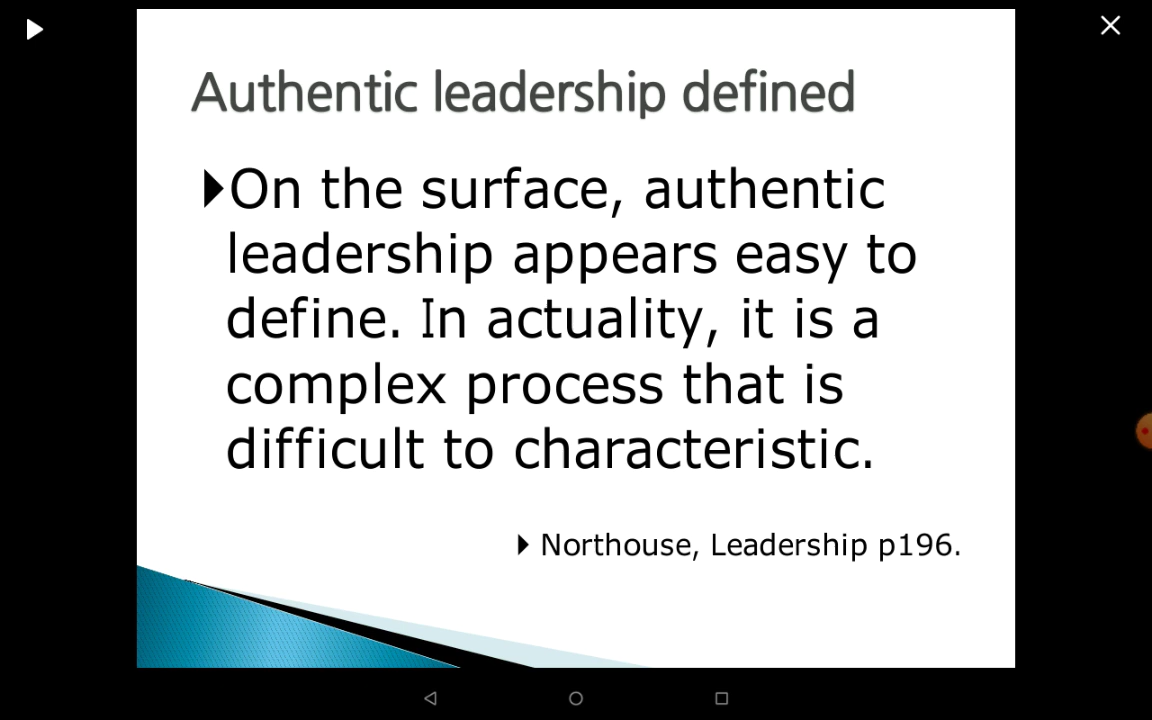 Authentic leadership defined
On the surface, authentic
leadership appears easy to
define. In actuality, it is a
complex process that is
difficult to characteristic.
Northouse, Leadership p196.